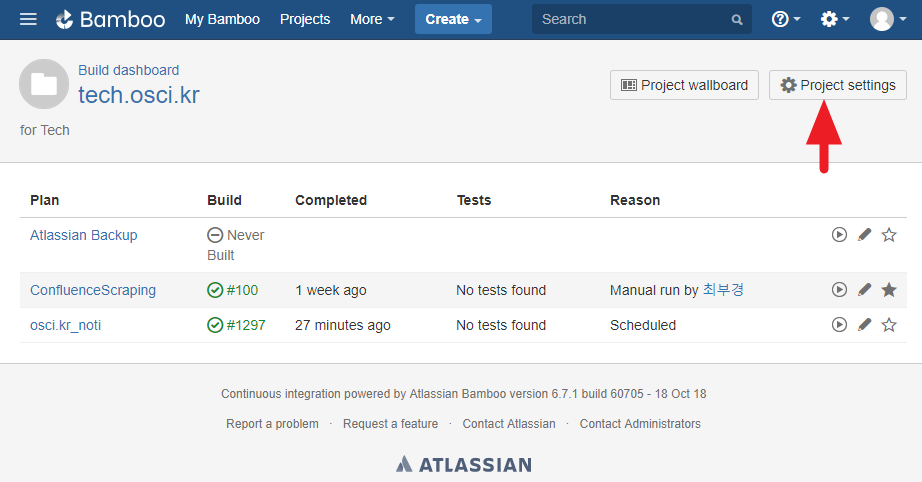 Bamboo My Bamboo Projects More Create Search
Build dashboard
tech.osci.kr
Project wallboard Project settings
for Tech
Plan Build Completed Tests Reason
Atlassian Backup Never
Built
ConfluenceScraping #100 1 week ago No tests found Manual run by 최부경
osci.kr_noti #1297 27 minutes ago No tests found Scheduled
Continuous integration powered by Atlassian Bamboo version 6.7.1 build 60705 - 18 Oct 18
Report a problem · Request a feature · Contact Atlassian · Contact Administrators
ATLASSIAN